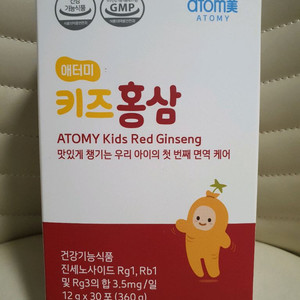 건강
기능식품
GMP
atom美
ATOMY
애터미
키즈홍삼
ATOMY Kids Red Ginseng
맛있게 챙기는 우리 아이의 첫 번째 면역 케어
건강기능식품
진세노사이드 Rg1, Rb1
및 Rg3의 합 3.5mg/일
12 g x 30 포 (360 g)